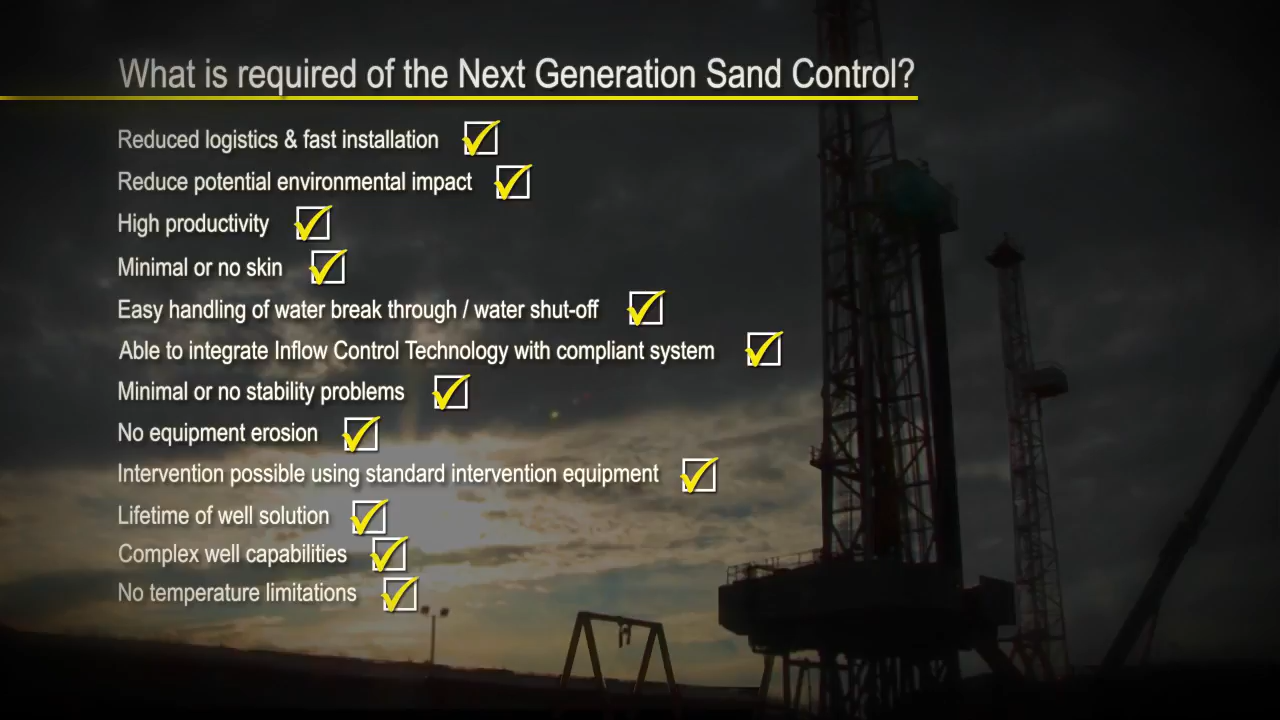 What is required of the Next Generation Sand Control?
Reduced logistics & fast installation
Reduce potential environmental impact
High productivity
Minimal or no skin
Easy handling of water break through / water shut-off
Able to integrate Inflow Control Technology with compliant system
Minimal or no stability problems
No equipment erosion
Intervention possible using standard intervention equipment
Lifetime of well solution
Complex well capabilities
No temperature limitations